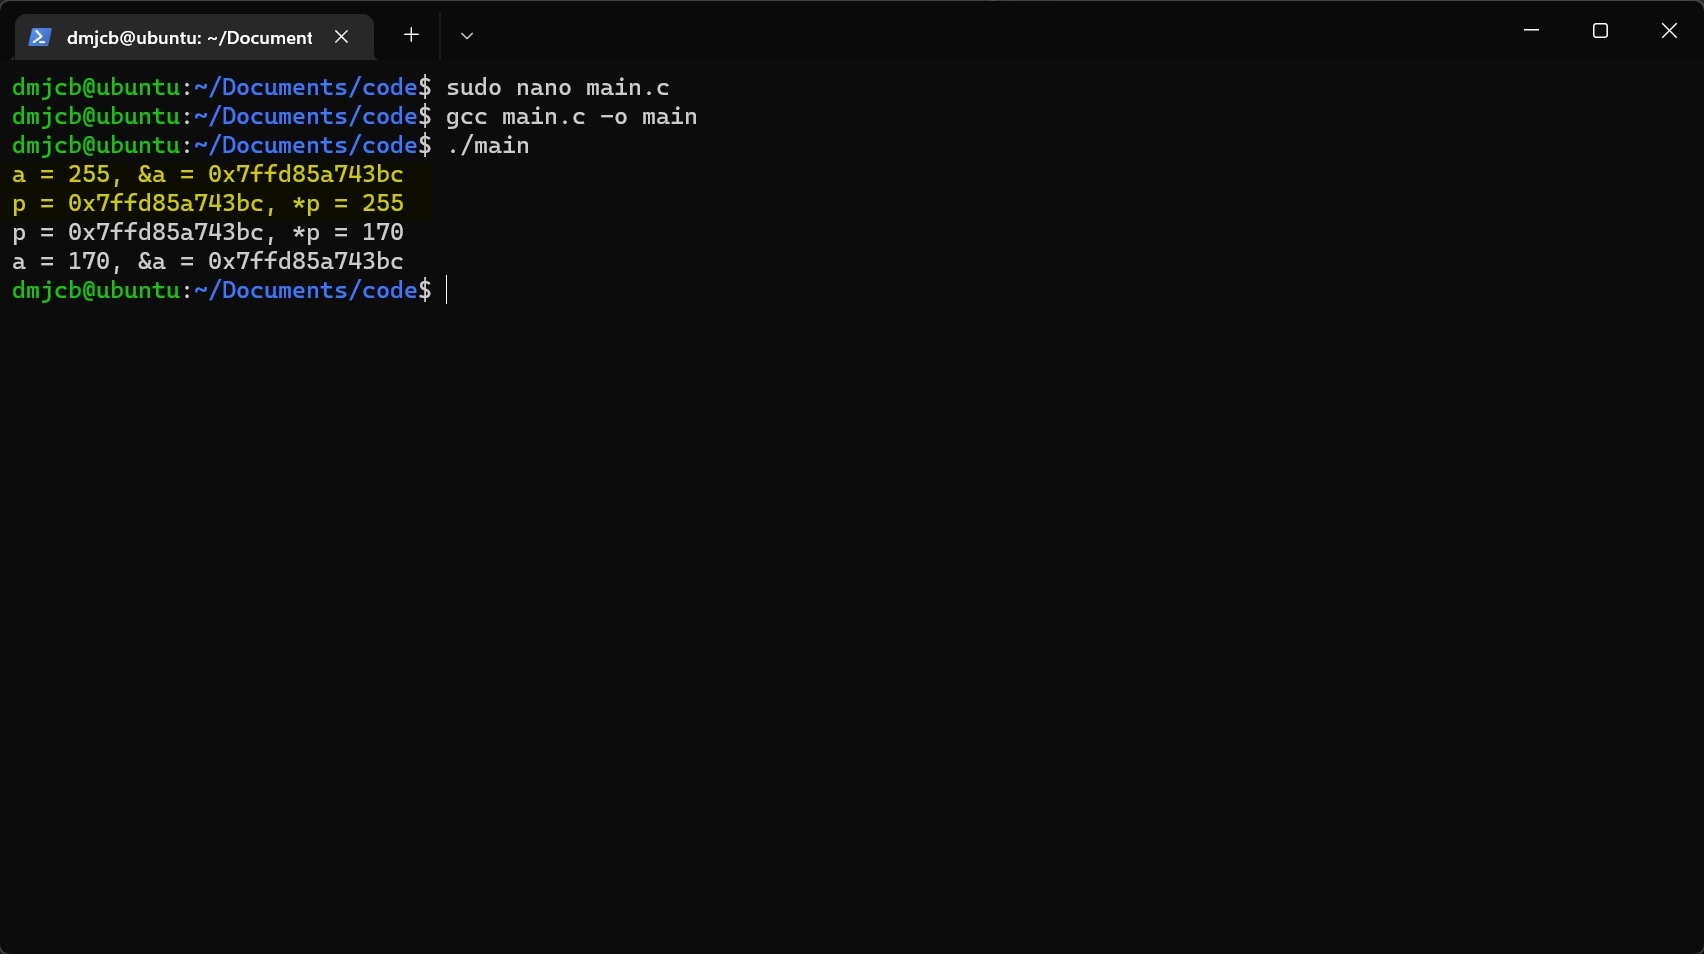 dmjcb@ubuntu: ~/Document
dmjcb@ubuntu:~/Documents/code$ sudo nano main.c
dmjcb@ubuntu:~/Documents/code$ gcc main.c -o main
dmjcb@ubuntu:~/Documents/code$ ./main
a = 255, &a = 0x7ffd85a743bc
p = 0x7ffd85a743bc, *p = 255
p = 0x7ffd85a743bc, *p = 170
a = 170, &a = 0x7ffd85a743bc
dmjcb@ubuntu:~/Documents/code$